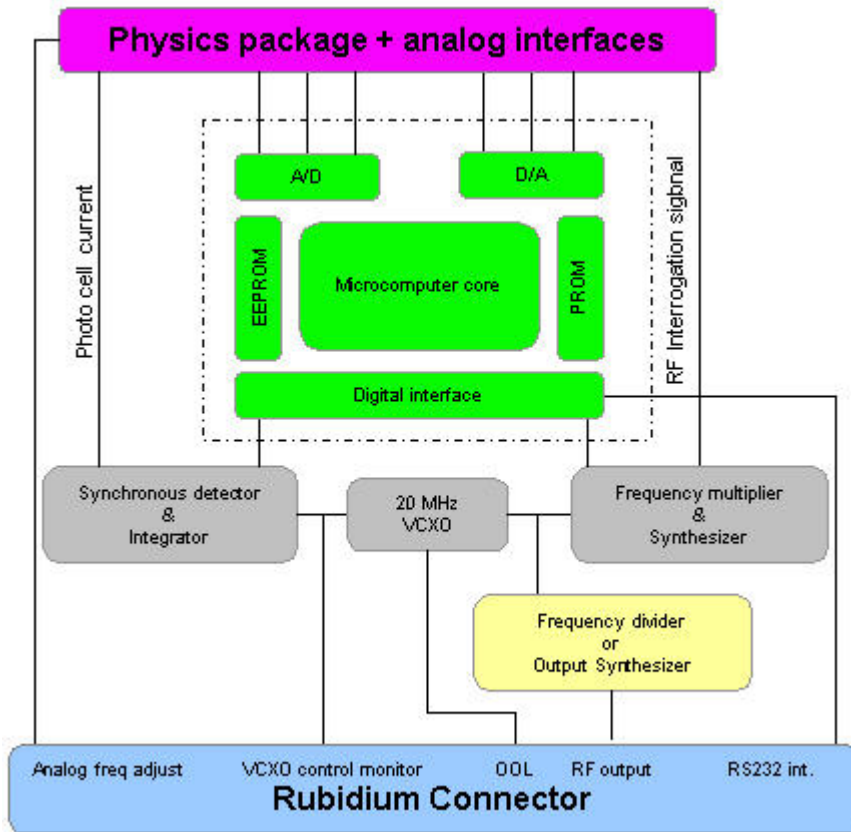 Physics package + analog interfaces
A/D
D/A
Photo cell current
EEPROM
Microcomputer core
PROM
RF Interrogation sigbnal
Digital interface
Synchronous detector
&
Integrator
20 MHz
VCXO
Frequency multiplier
&
Synthesizer
Frequency divider
or
Output Synthesizer
Analog freq adjust
VCXO control monitor
OOL
RF output
RS232 int.
Rubidium Connector